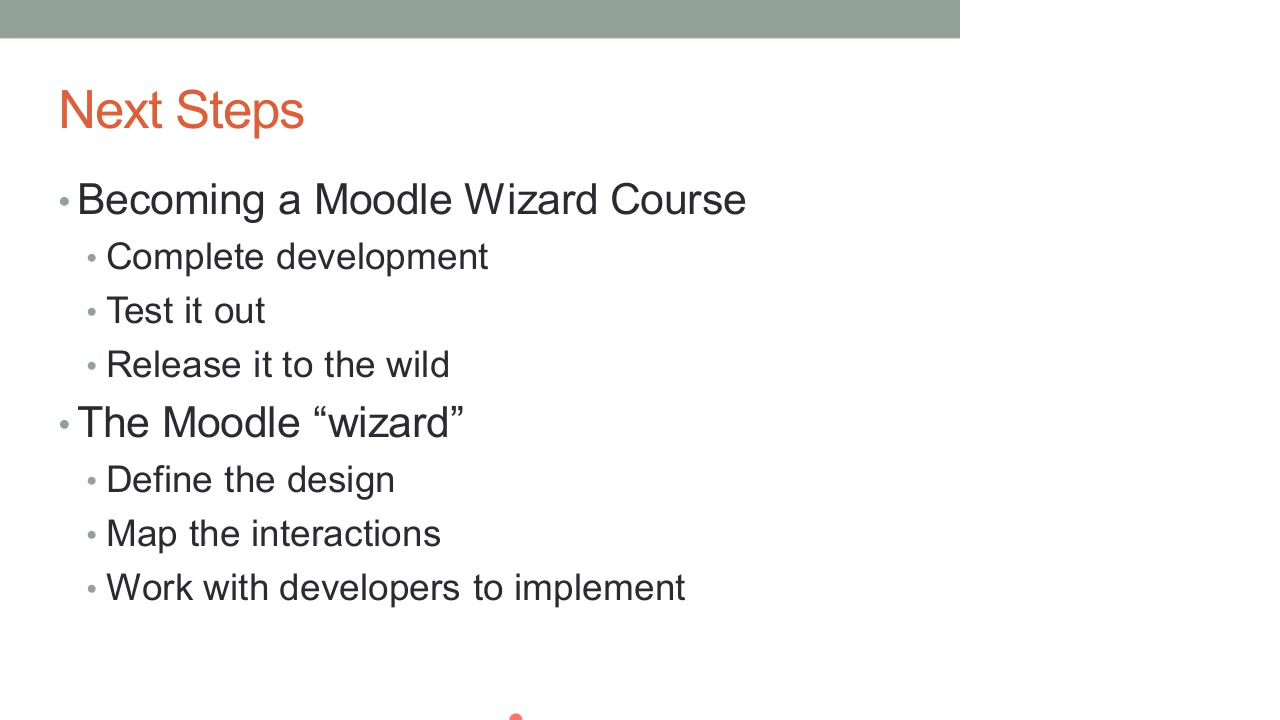 Next Steps
• Becoming a Moodle Wizard Course
• Complete development
• Test it out
• Release it to the wild
• The Moodle “wizard”
• Define the design
• Map the interactions
• Work with developers to implement